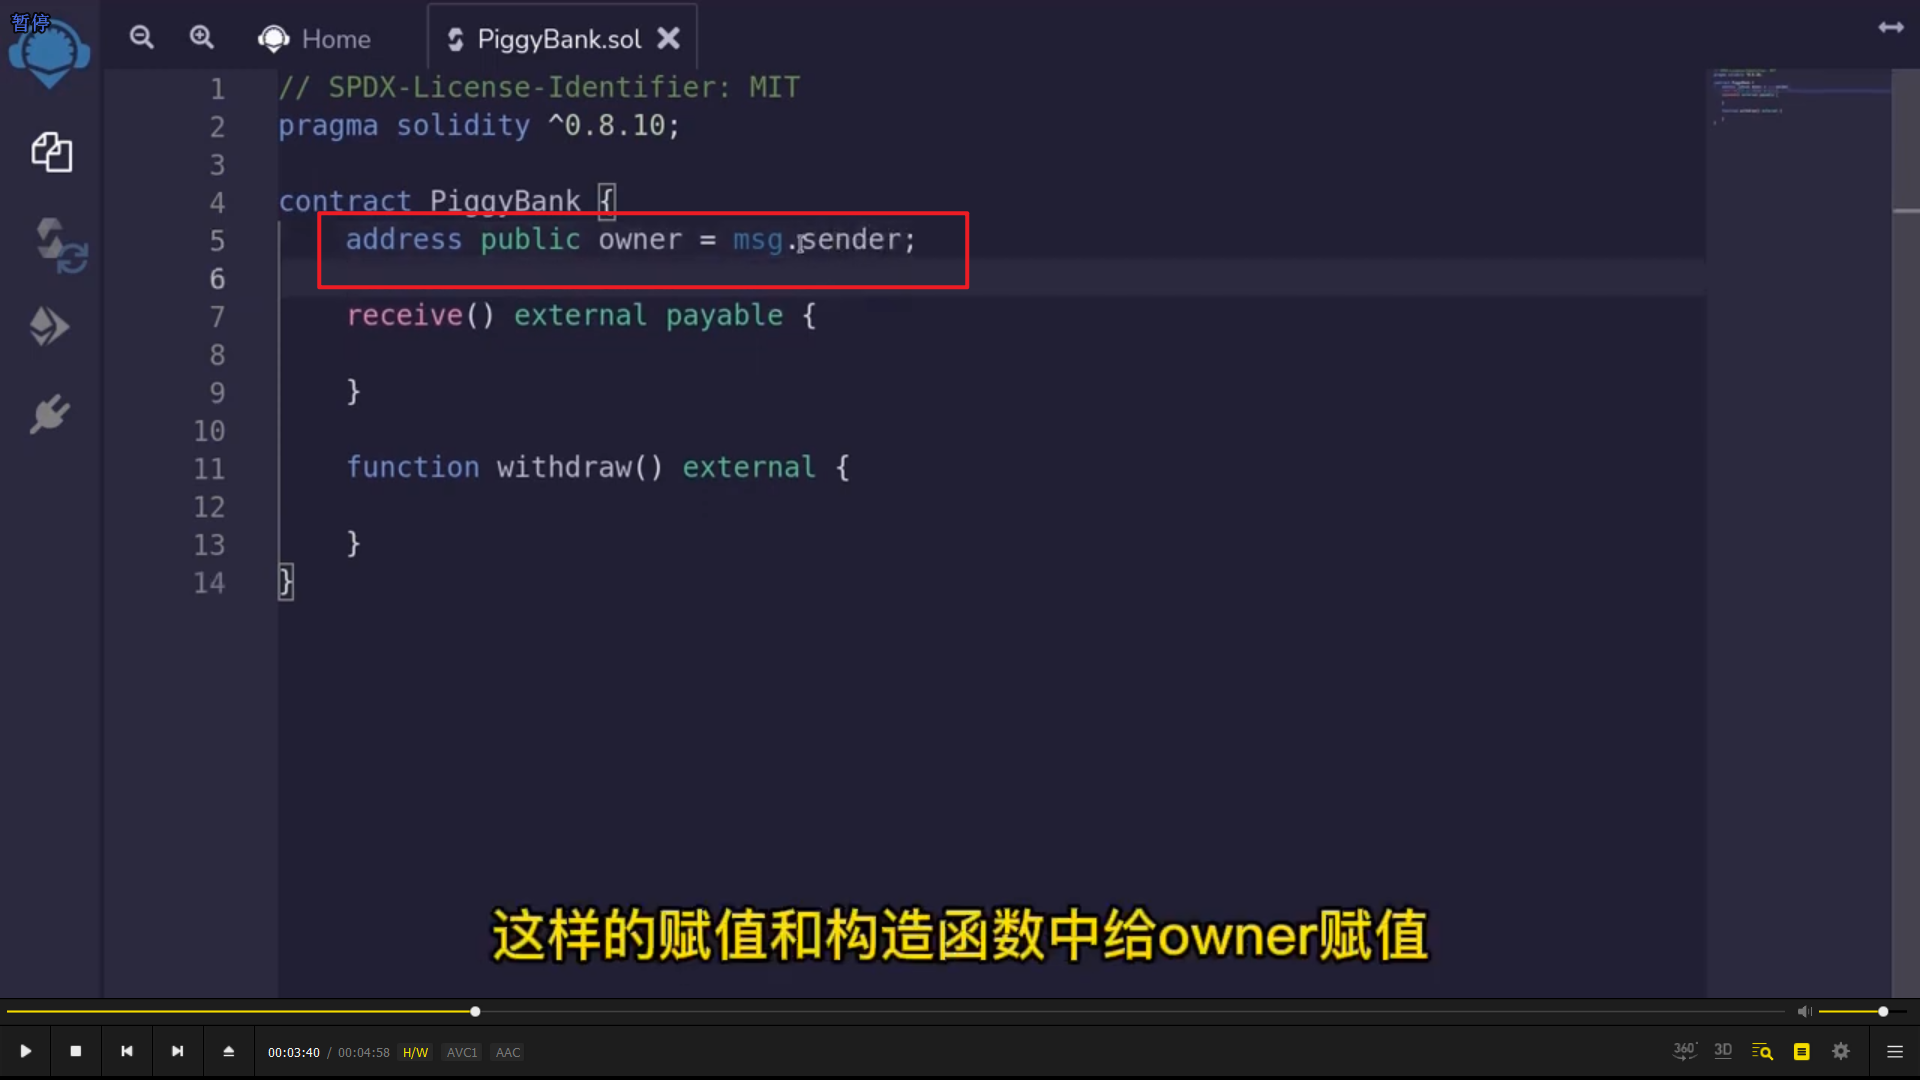 暂停
Home
PiggyBank.sol
1 // SPDX-License-Identifier: MIT
2 pragma solidity ^0.8.10;
3
4 contract PiggyBank {
5 address public owner = msg.sender;
6
7 receive() external payable {
8
9 }
10
11 function withdraw() external {
12
13 }
14 }
这样的赋值和构造函数中给owner赋值
00:03:40 / 00:04:58 H/W AVC1 AAC
360° 3D